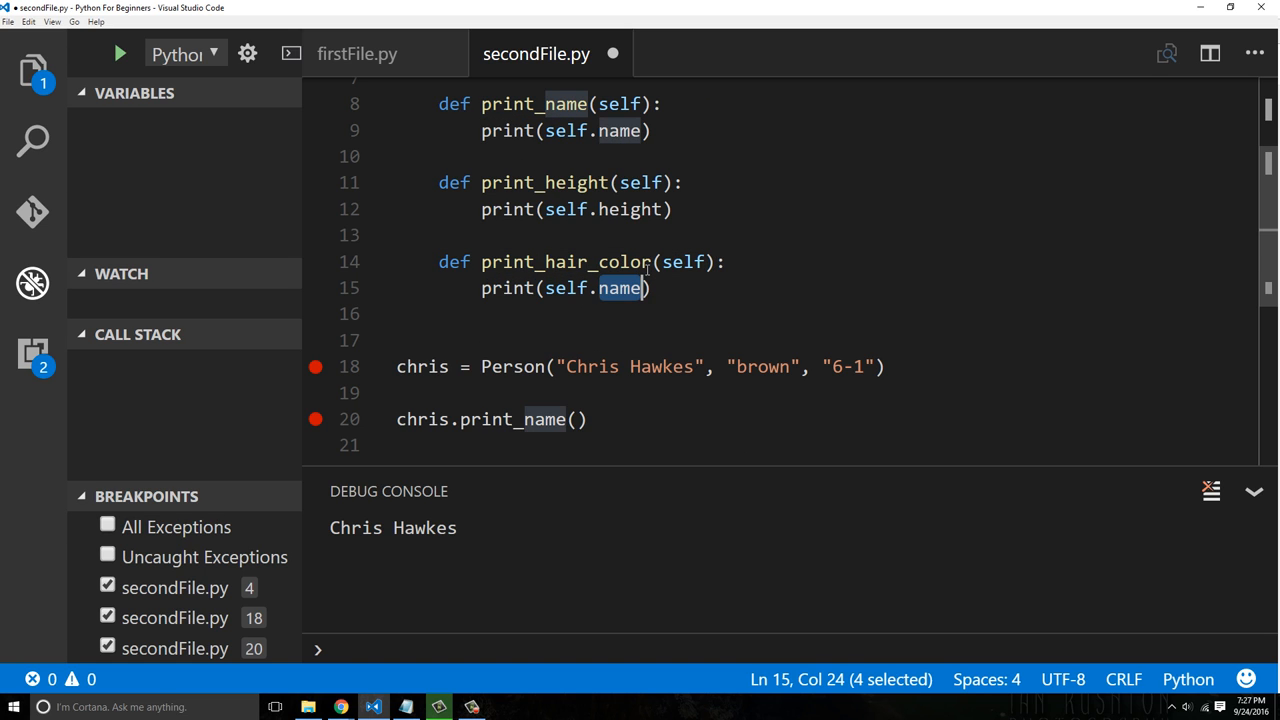 ● secondFile.py - Python For Beginners - Visual Studio Code
File Edit View Go Help
Pythor
firstFile.py
secondFile.py
1
VARIABLES
WATCH
CALL STACK
2
BREAKPOINTS
All Exceptions
Uncaught Exceptions
secondFile.py 4
secondFile.py 18
secondFile.py 20
7
8 def print_name(self):
9 print(self.name)
10
11 def print_height(self):
12 print(self.height)
13
14 def print_hair_color(self):
15 print(self.name)
16
17
18 chris = Person("Chris Hawkes", "brown", "6-1")
19
20 chris.print_name()
21
DEBUG CONSOLE
Chris Hawkes
0 0
Ln 15, Col 24 (4 selected) Spaces: 4 UTF-8 CRLF Python
I'm Cortana. Ask me anything.
7:27 PM
9/24/2016